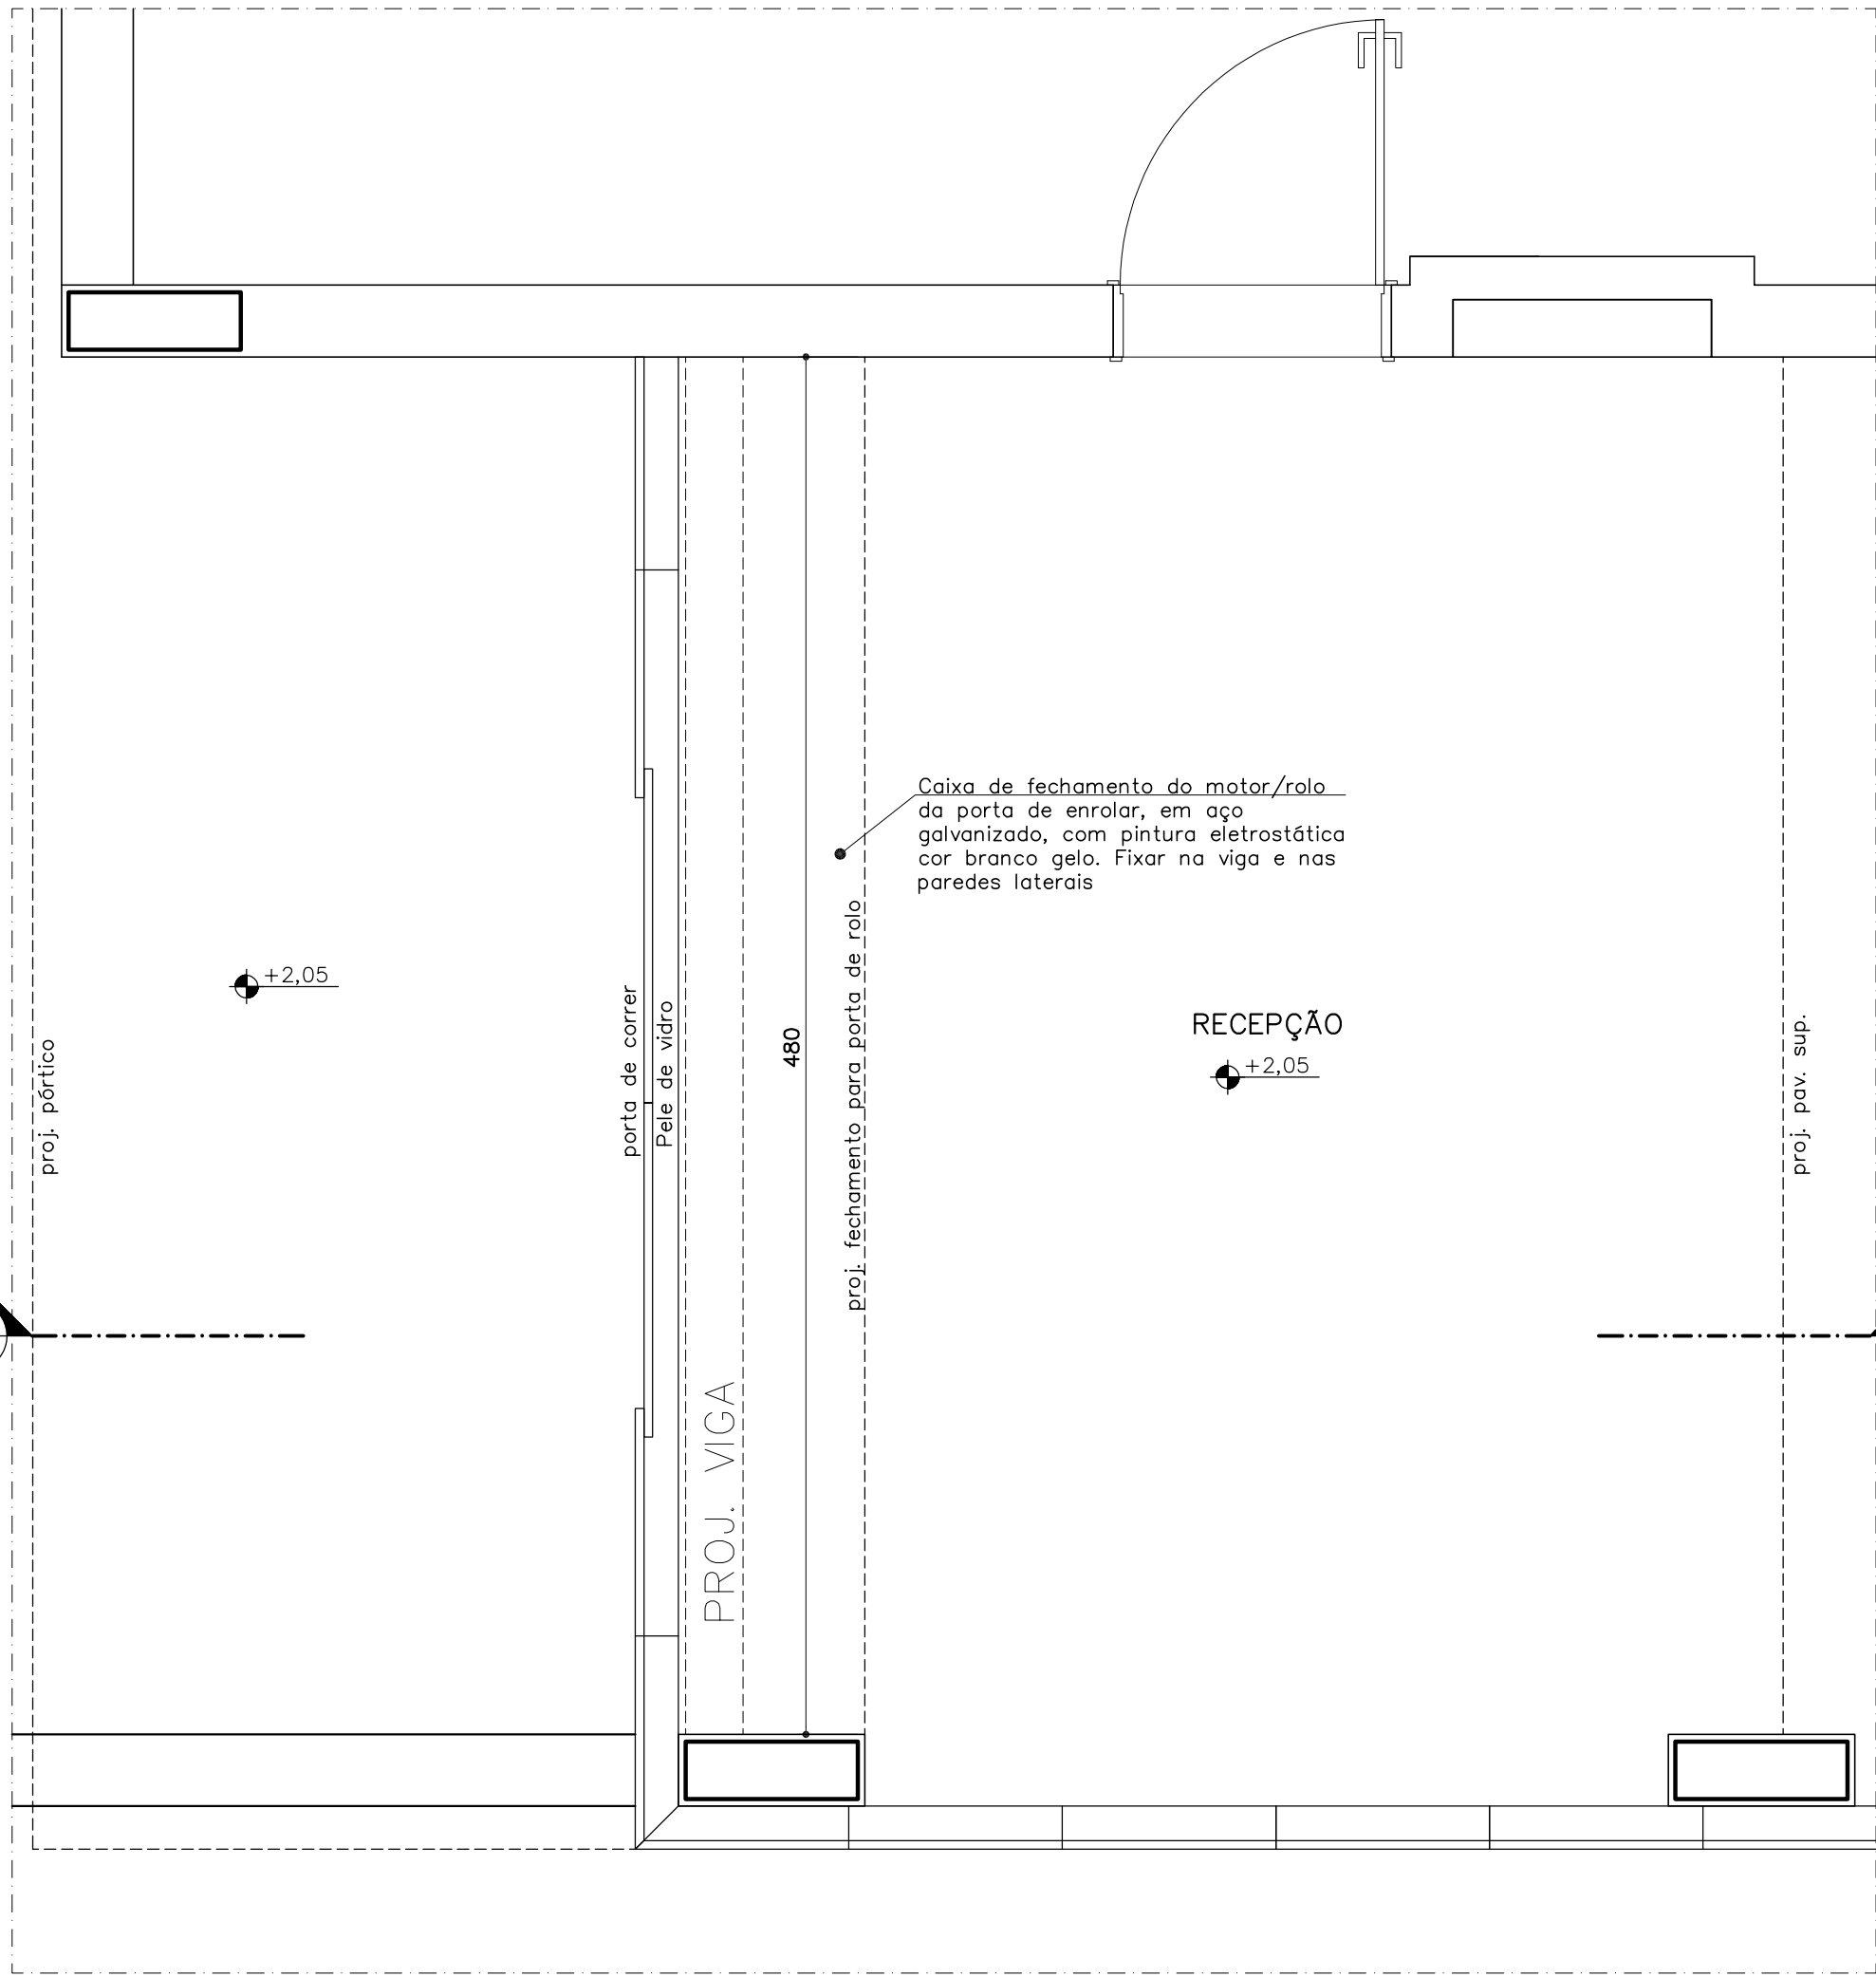 Caixa de fechamento do motor/rolo
da porta de enrolar, em aço
galvanizado, com pintura eletrostática
cor branco gelo. Fixar na viga e nas
paredes laterais
+2,05
proj. pórtico
porta de correr
Pele de vidro
480
proj. fechamento para porta de rolo
RECEPÇÃO
+2,05
proj. pav. sup.
PROJ. VIGA